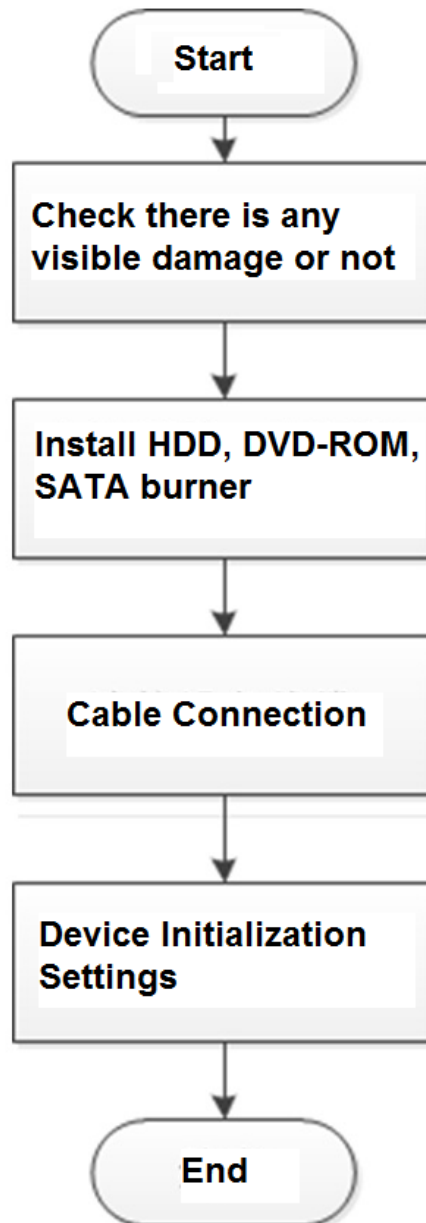 Start
Check there is any
visible damage or not
Install HDD, DVD-ROM,
SATA burner
Cable Connection
Device Initialization
Settings
End